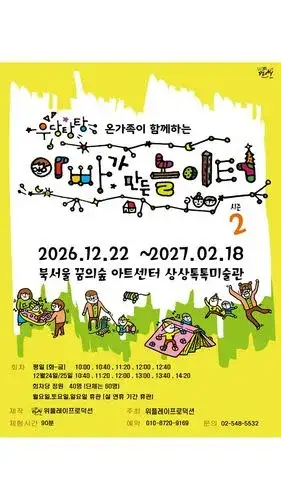 우당탕탕 온가족이 함께하는
아빠가 만든 놀이터
시즌 2
2026.12.22 ~2027.02.18
북서울 꿈의숲 아트센터 상상톡톡미술관
회차 평일 (화~금) 10:00 , 10:40 , 11:20 , 12:00 , 12:40
12월24일/25일 10:40 , 11:20 , 12:00 , 13:00 , 13:40 , 14:20
회차당 정원 40명 (단체는 60명)
월요일,토요일,일요일 휴관 (설 연휴 기간 휴관)
제작 위플레이프로덕션 주최 위플레이프로덕션
체험시간 90분 예약 010-8720-9169 문의 02-548-5532